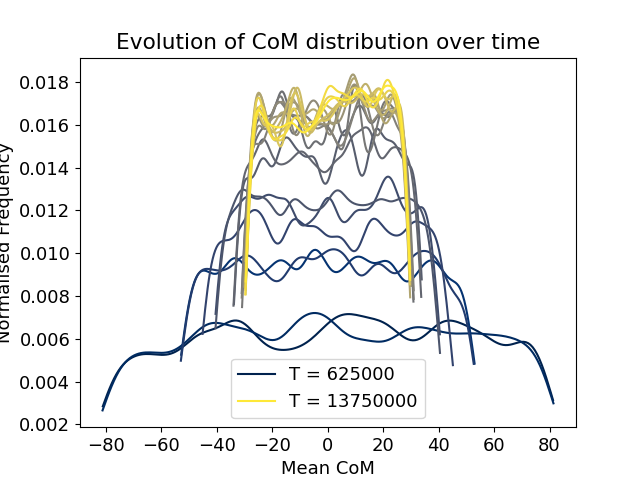 Evolution of CoM distribution over time
Normalised Frequency
0.018
0.016
0.014
0.012
0.010
0.008
0.006
0.004
0.002
T = 625000
T = 13750000
−80 −60 −40 −20 0 20 40 60 80
Mean CoM